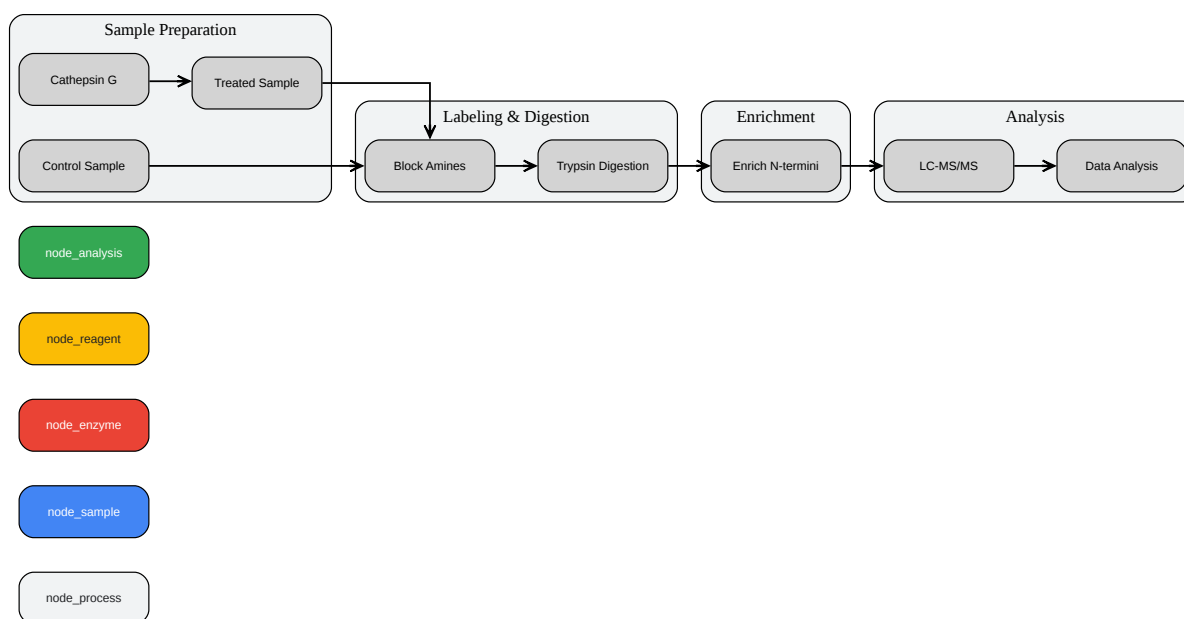 Sample Preparation
Cathepsin G
Treated Sample
Control Sample
Labeling & Digestion
Block Amines
Trypsin Digestion
Enrichment
Enrich N-termini
Analysis
LC-MS/MS
Data Analysis
node_analysis
node_reagent
node_enzyme
node_sample
node_process